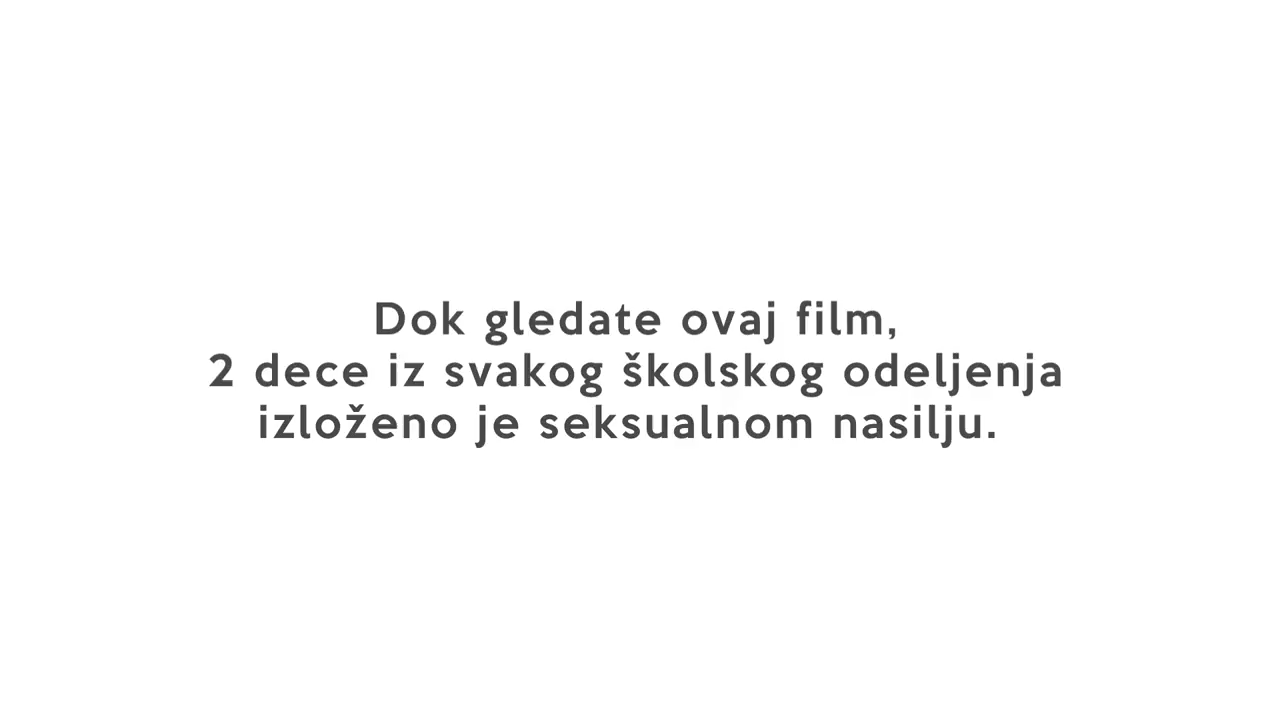 Dok gledate ovaj film,
2 dece iz svakog školskog odeljenja
izloženo je seksualnom nasilju.